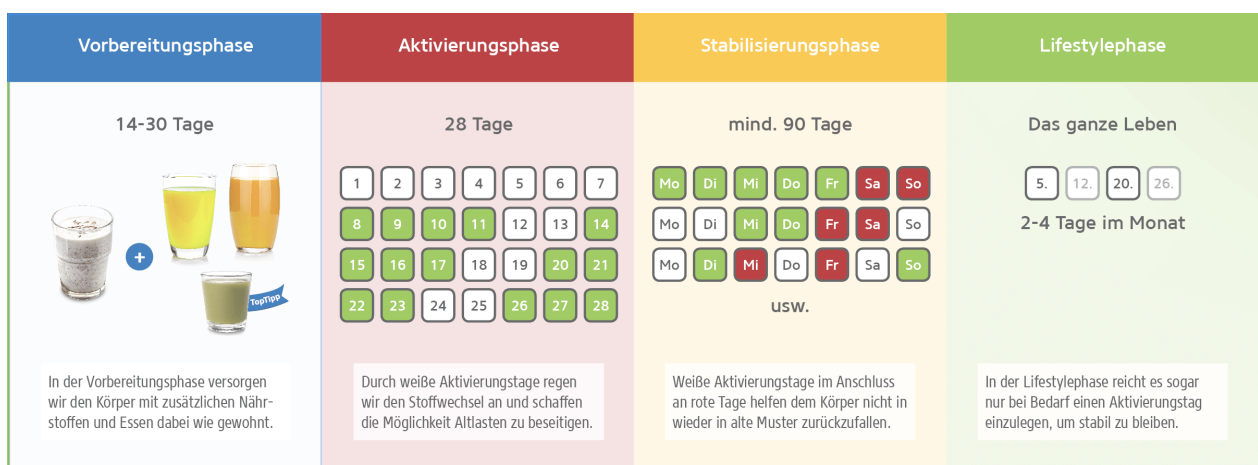 Vorbereitungsphase
Aktivierungsphase
Stabilisierungsphase
Lifestylephase
14-30 Tage
+
TopTipp
In der Vorbereitungsphase versorgen
wir den Körper mit zusätzlichen Nähr-
stoffen und Essen dabei wie gewohnt.
28 Tage
1 2 3 4 5 6 7
8 9 10 11 12 13 14
15 16 17 18 19 20 21
22 23 24 25 26 27 28
Durch weiße Aktivierungstage regen
wir den Stoffwechsel an und schaffen
die Möglichkeit Altlasten zu beseitigen.
mind. 90 Tage
Mo Di Mi Do Fr Sa So
Mo Di Mi Do Fr Sa So
Mo Di Mi Do Fr Sa So
usw.
Weiße Aktivierungstage im Anschluss
an rote Tage helfen dem Körper nicht in
wieder in alte Muster zurückzufallen.
Das ganze Leben
5. 12. 20. 26.
2-4 Tage im Monat
In der Lifestylephase reicht es sogar
nur bei Bedarf einen Aktivierungstag
einzulegen, um stabil zu bleiben.